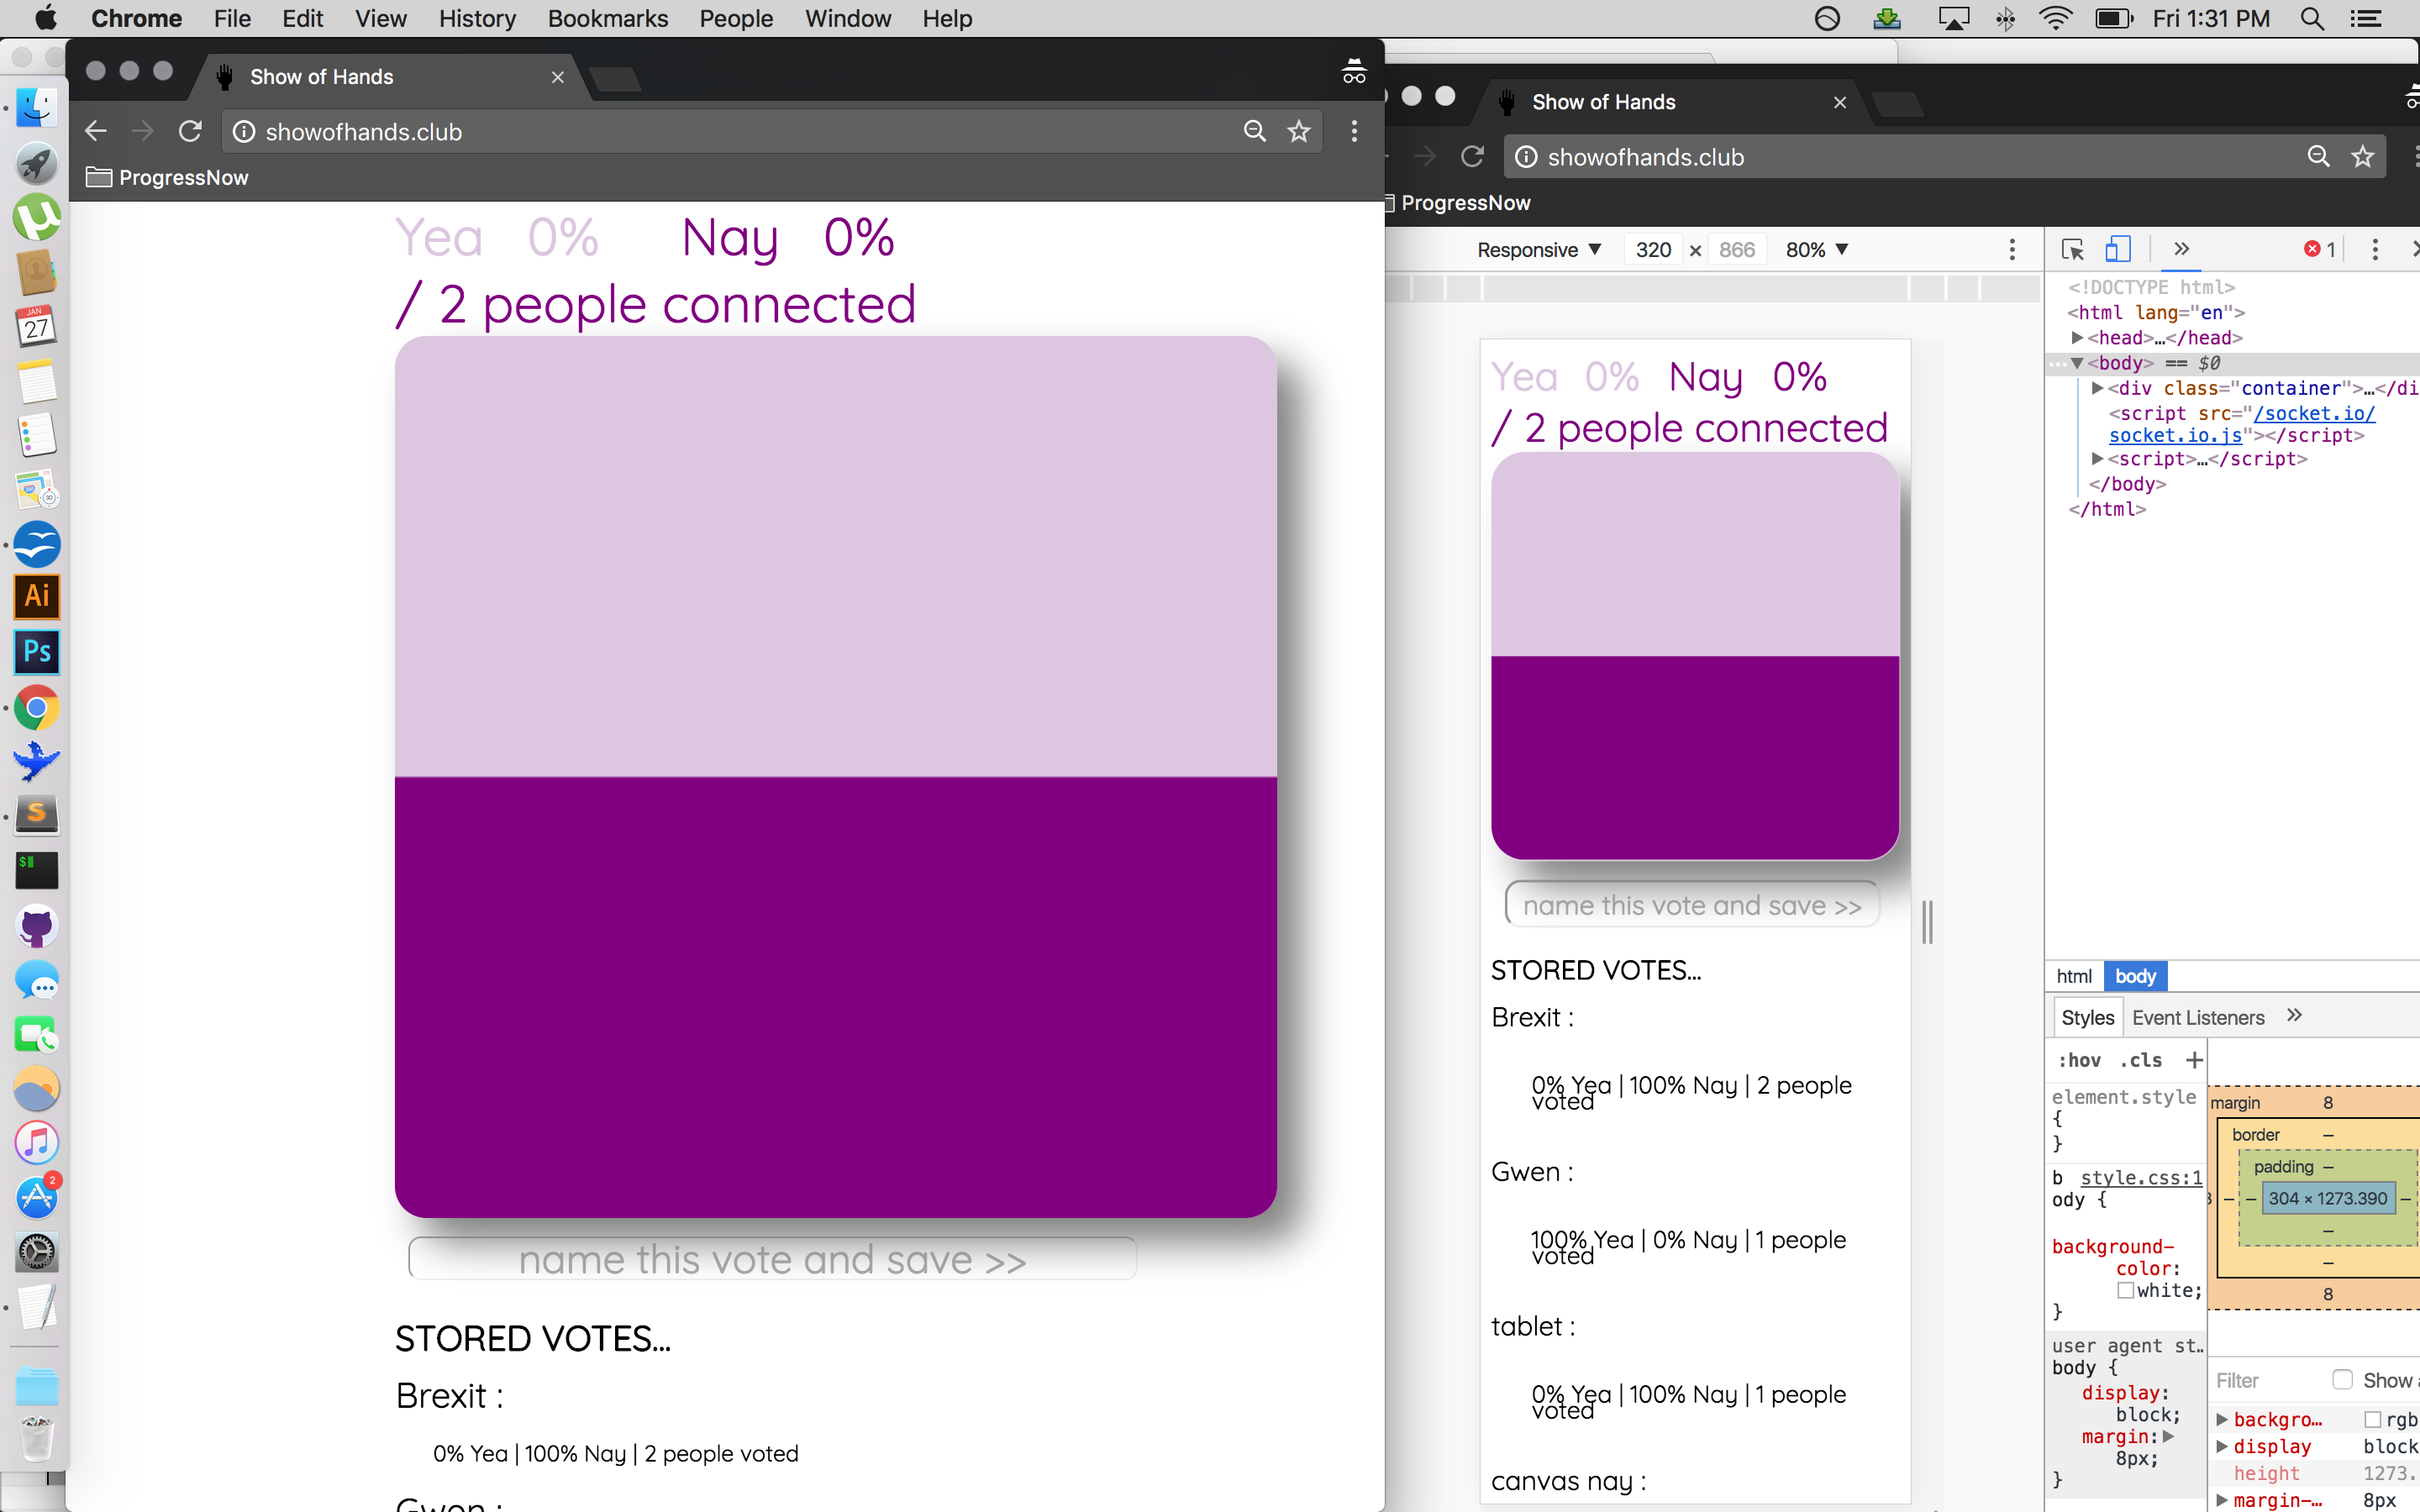 Chrome File Edit View History Bookmarks People Window Help Fri 1:31 PM
Show of Hands
showofhands.club
ProgressNow
Yea 0% Nay 0%
/ 2 people connected
name this vote and save >>
STORED VOTES...
Brexit :
0% Yea | 100% Nay | 2 people voted
Gwen :
JAN
27
3D
Ai
Ps
S
$
2
Show of Hands
showofhands.club
ProgressNow
Responsive ▼ 320 × 866 80% ▼
Yea 0% Nay 0%
/ 2 people connected
name this vote and save >>
STORED VOTES...
Brexit :
0% Yea | 100% Nay | 2 people
voted
Gwen :
100% Yea | 0% Nay | 1 people
voted
tablet :
0% Yea | 100% Nay | 1 people
voted
canvas nay :
» 1
<!DOCTYPE html>
<html lang="en">
▶<head>…</head>
…▼<body> == $0
▶<div class="container">…</di
<script src="/socket.io/
socket.io.js"></script>
▶<script>…</script>
</body>
</html>
html body
Styles Event Listeners »
:hov .cls +
element.style
{
}
b style.css:1
ody {
background-
color:
white;
}
user agent st…
body {
display:
block;
margin:▶
8px;
}
margin 8
border –
padding –
– – 304 × 1273.390 –
–
–
8
Filter Show
▶ backgro… rgb
▶ display block
height 1273.
▶ margin-… 8px